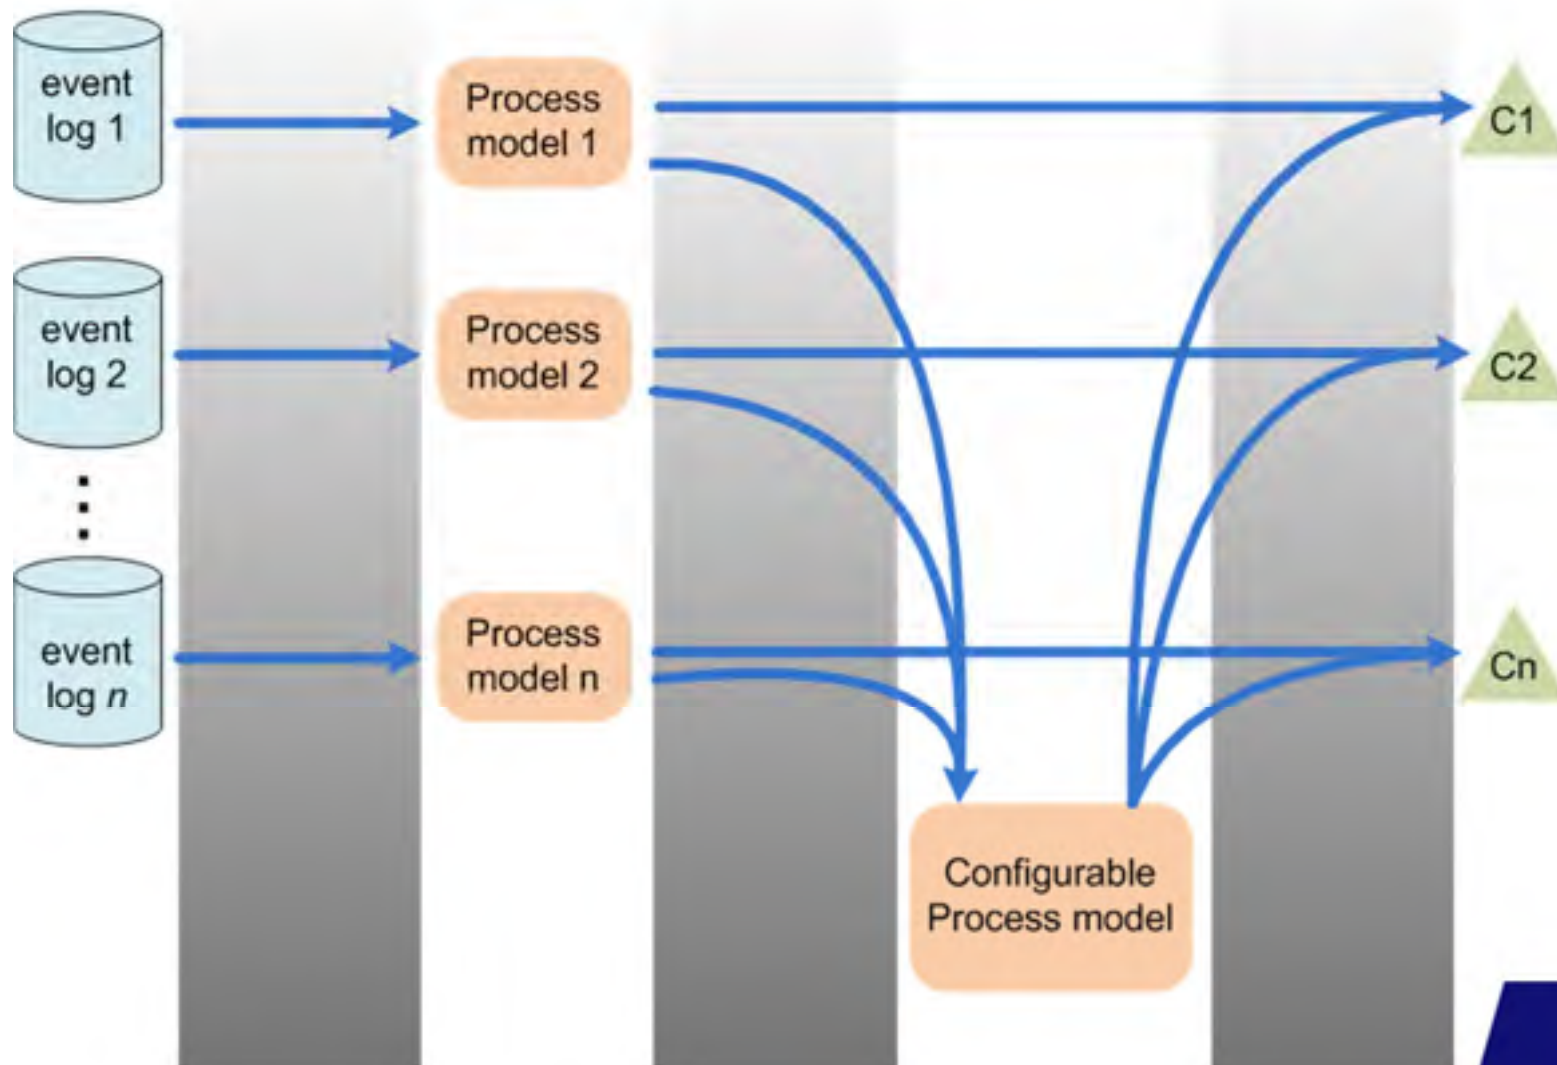 event
log 1
Process
model 1
C1
event
log 2
Process
model 2
C2
event
log n
Process
model n
Cn
Configurable
Process model